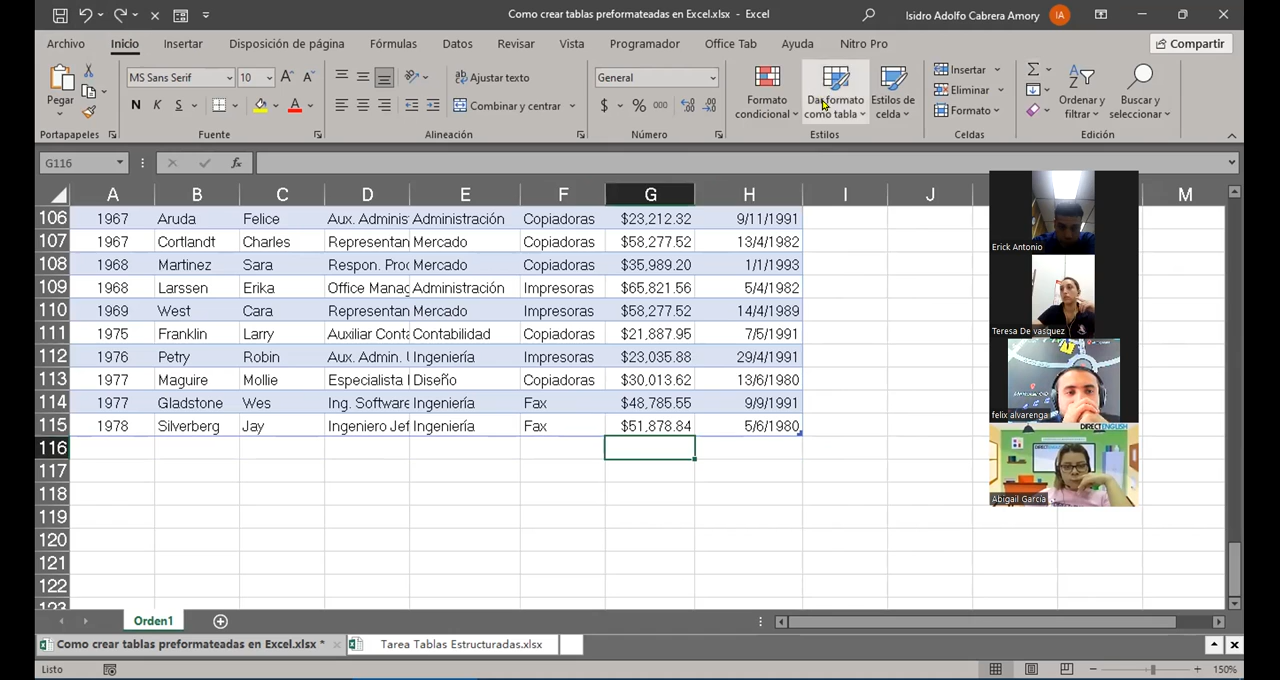 Como crear tablas preformateadas en Excel.xlsx - Excel
Isidro Adolfo Cabrera Amory IA
Archivo Inicio Insertar Disposición de página Fórmulas Datos Revisar Vista Programador Office Tab Ayuda Nitro Pro Compartir
Pegar
MS Sans Serif 10
N K S
Portapapeles
Fuente
Ajustar texto
Combinar y centrar
Alineación
General
$ % 000
Número
Formato condicional
Dar formato como tabla
Estilos de celda
Estilos
Insertar
Eliminar
Formato
Celdas
Ordenar y filtrar
Buscar y seleccionar
Edición
150%
G116 fx
A B C D E F G H I J M
106 1967 Aruda Felice Aux. Adminis Administración Copiadoras $23,212.32 9/11/1991
107 1967 Cortlandt Charles Representan Mercado Copiadoras $58,277.52 13/4/1982
108 1968 Martinez Sara Respon. Proc Mercado Copiadoras $35,989.20 1/1/1993
109 1968 Larssen Erika Office Manag Administración Impresoras $65,821.56 5/4/1982
110 1969 West Cara Representan Mercado Impresoras $58,277.52 14/4/1989
111 1975 Franklin Larry Auxiliar Conta Contabilidad Copiadoras $21,887.95 7/5/1991
112 1976 Petry Robin Aux. Admin. Ingeniería Impresoras $23,035.88 29/4/1991
113 1977 Maguire Mollie Especialista Diseño Copiadoras $30,013.62 13/6/1980
114 1977 Gladstone Wes Ing. Software Ingeniería Fax $48,785.55 9/9/1991
115 1978 Silverberg Jay Ingeniero Jef Ingeniería Fax $51,878.84 5/6/1980
116
117
118
119
120
121
122
123
Erick Antonio
Teresa De vasquez
felix alvarenga
DIRECTENGLISH
Abigail García
Orden1
Como crear tablas preformateadas en Excel.xlsx *
Tarea Tablas Estructuradas.xlsx
Listo